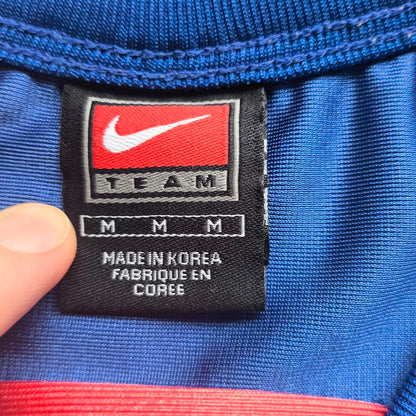 TEAM
M M M
MADE IN KOREA
FABRIQUE EN
COREE